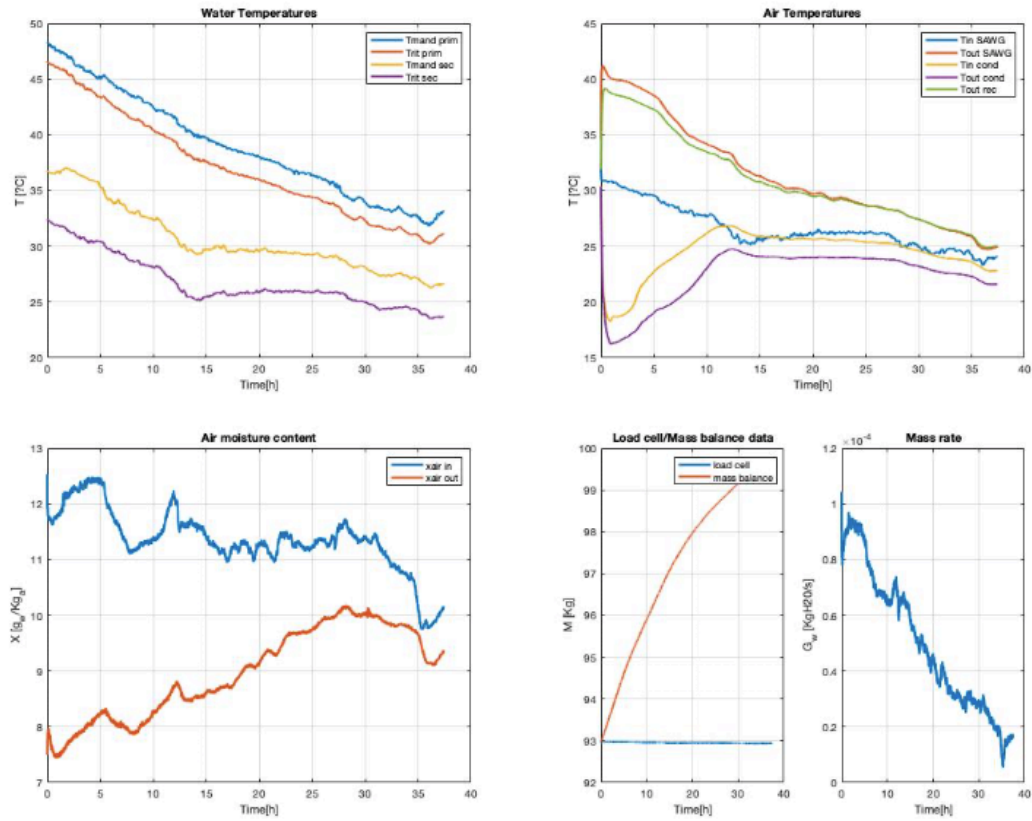 Water Temperatures
50
45
40
35
30
25
20
T [?C]
Tmand prim
Trit prim
Tmand sec
Trit sec
0 5 10 15 20 25 30 35 40
Time[h]
Air Temperatures
50
45
40
35
30
25
20
15
T [?C]
Tin SAWG
Tout SAWG
Tin cond
Tout cond
Tout rec
0 5 10 15 20 25 30 35 40
Time[h]
Air moisture content
13
12
11
10
9
8
7
X [g_w/Kg_a]
xair in
xair out
0 5 10 15 20 25 30 35 40
Time[h]
Load cell/Mass balance data
100
99
98
97
96
95
94
93
92
M [Kg]
load cell
mass balance
0 10 20 30 40
Time[h]
Mass rate
×10^-4
1.2
1
0.8
0.6
0.4
0.2
0
G_w [KgH20/s]
0 10 20 30 40
Time[h]